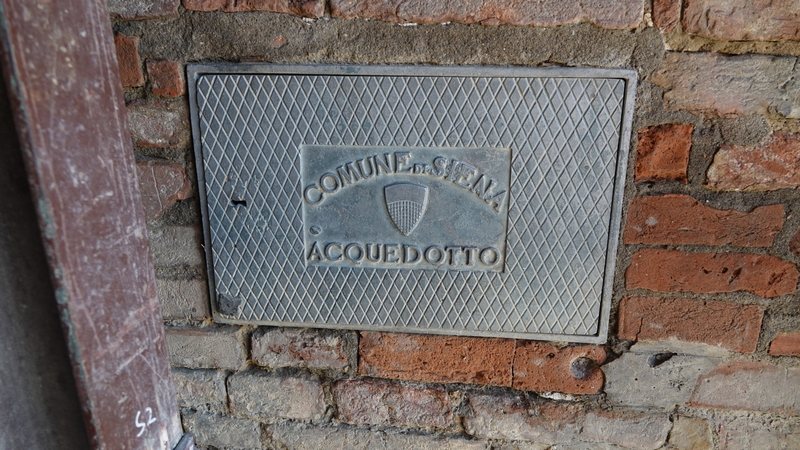 COMUNE DI SIENA
ACQUEDOTTO
S2